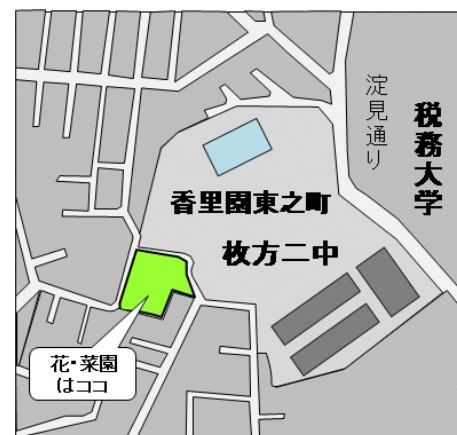 淀見通り
税務大学
香里園東之町
枚方二中
花・菜園
はココ